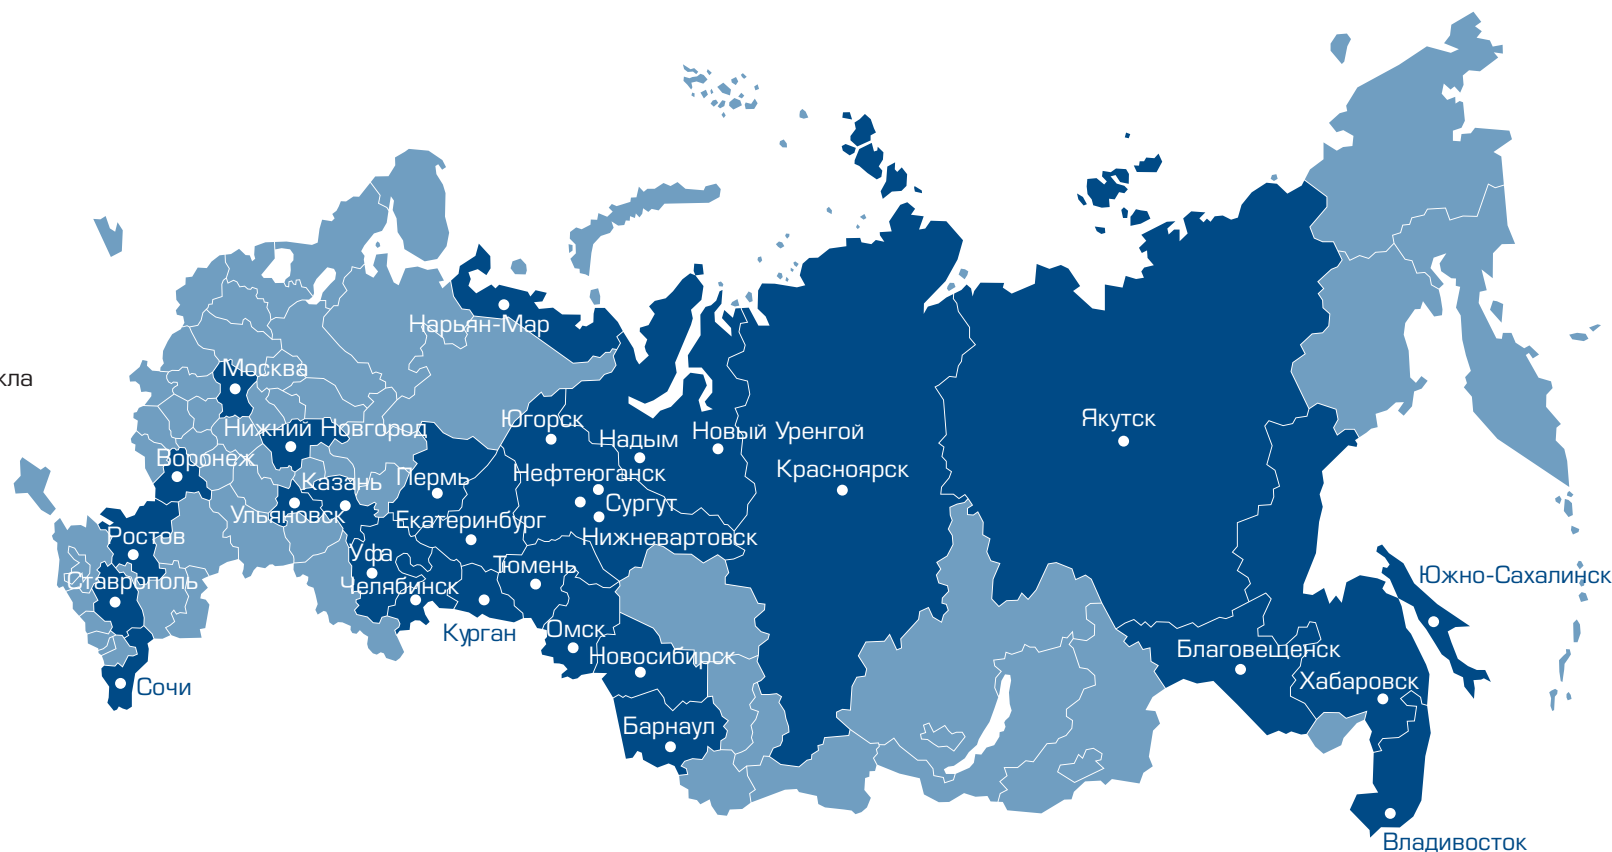 Нарьян-Мар
Москва
кла
Югорск
Якутск
Нижний Новгород
Надым
Новый Уренгой
Воронеж
Красноярск
Казань
Пермь
Нефтеюганск
Сургут
Ульяновск
Екатеринбург
Ростов
Нижневартовск
Уфа
Тюмень
Южно-Сахалинск
Ставрополь
Челябинск
Курган
Омск
Благовещенск
Новосибирск
Хабаровск
Сочи
Барнаул
Владивосток